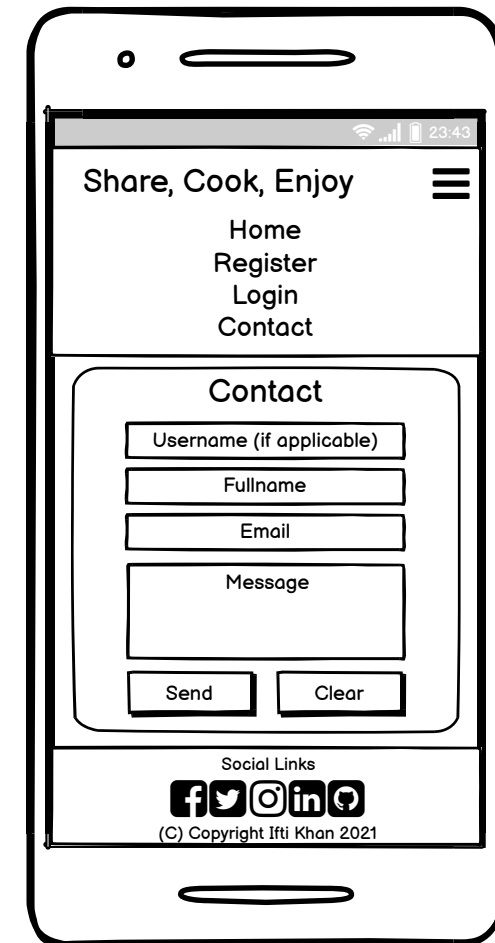 23:43
Share, Cook, Enjoy
Home
Register
Login
Contact
Contact
Username (if applicable)
Fullname
Email
Message
Send Clear
Social Links
(C) Copyright Ifti Khan 2021